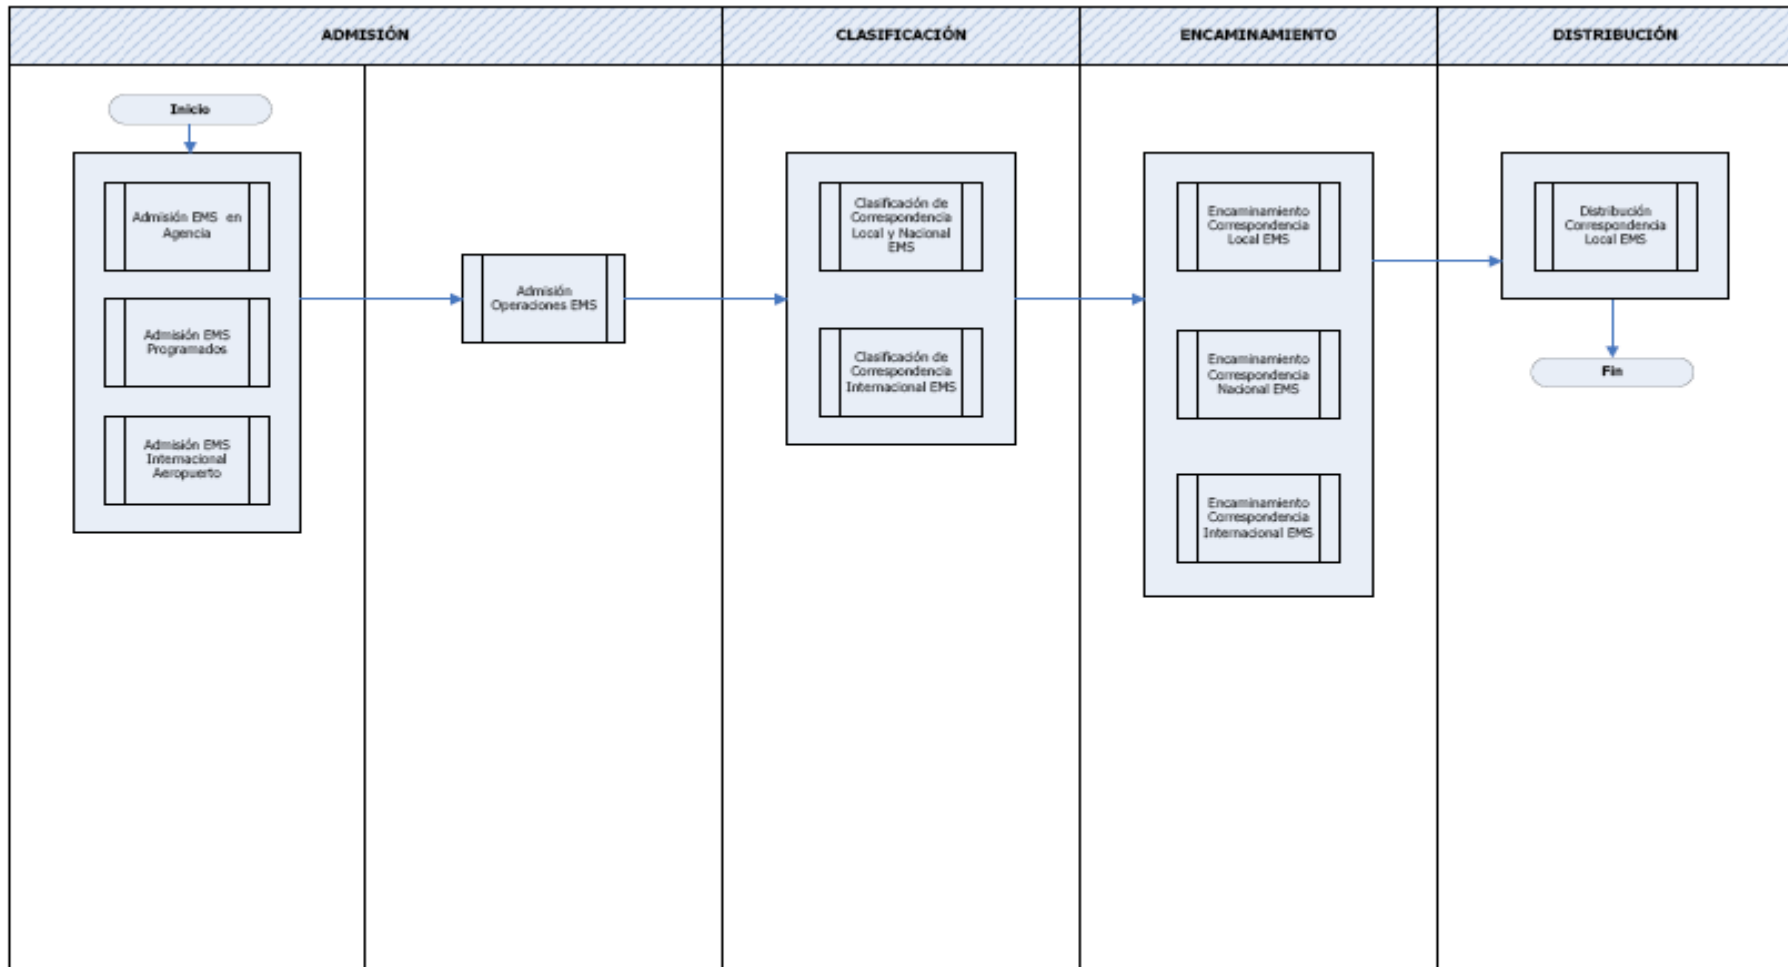 ADMISIÓN
CLASIFICACIÓN
ENCAMINAMIENTO
DISTRIBUCIÓN
Inicio
Admisión EMS en
Agencia
Admisión EMS
Programados
Admisión EMS
Internacional
Aeropuerto
Admisión
Operaciones EMS
Clasificación de
Correspondencia
Local y Nacional
EMS
Clasificación de
Correspondencia
Internacional EMS
Encaminamiento
Correspondencia
Local EMS
Encaminamiento
Correspondencia
Nacional EMS
Encaminamiento
Correspondencia
Internacional EMS
Distribución
Correspondencia
Local EMS
Fin